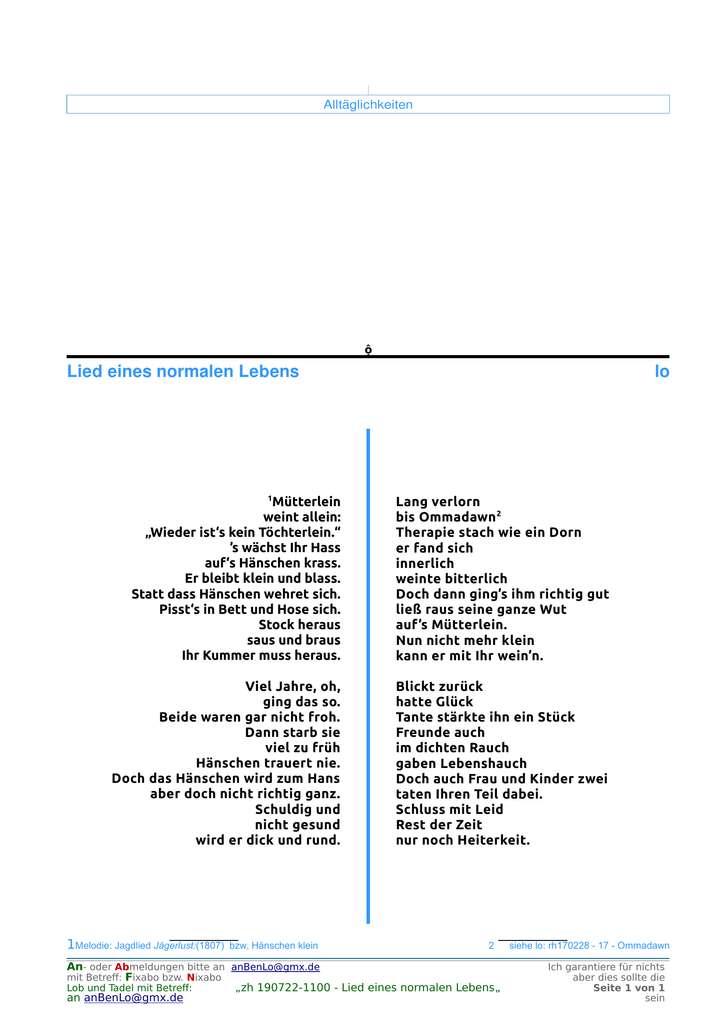 Alltäglichkeiten
ộ
Lied eines normalen Lebens lo
¹Mütterlein
weint allein:
„Wieder ist‘s kein Töchterlein.“
’s wächst Ihr Hass
auf‘s Hänschen krass.
Er bleibt klein und blass.
Statt dass Hänschen wehret sich.
Pisst‘s in Bett und Hose sich.
Stock heraus
saus und braus
Ihr Kummer muss heraus.
Viel Jahre, oh,
ging das so.
Beide waren gar nicht froh.
Dann starb sie
viel zu früh
Hänschen trauert nie.
Doch das Hänschen wird zum Hans
aber doch nicht richtig ganz.
Schuldig und
nicht gesund
wird er dick und rund.
Lang verlorn
bis Ommadawn²
Therapie stach wie ein Dorn
er fand sich
innerlich
weinte bitterlich
Doch dann ging‘s ihm richtig gut
ließ raus seine ganze Wut
auf‘s Mütterlein.
Nun nicht mehr klein
kann er mit Ihr wein‘n.
Blickt zurück
hatte Glück
Tante stärkte ihn ein Stück
Freunde auch
im dichten Rauch
gaben Lebenshauch
Doch auch Frau und Kinder zwei
taten Ihren Teil dabei.
Schluss mit Leid
Rest der Zeit
nur noch Heiterkeit.
1Melodie: Jagdlied Jägerlust:(1807) bzw, Hänschen klein
2 siehe lo: rh170228 - 17 - Ommadawn
An- oder Abmeldungen bitte an anBenLo@gmx.de
mit Betreff: Fixabo bzw. Nixabo
Lob und Tadel mit Betreff:
an anBenLo@gmx.de
„zh 190722-1100 - Lied eines normalen Lebens„
Ich garantiere für nichts
aber dies sollte die
Seite 1 von 1
sein